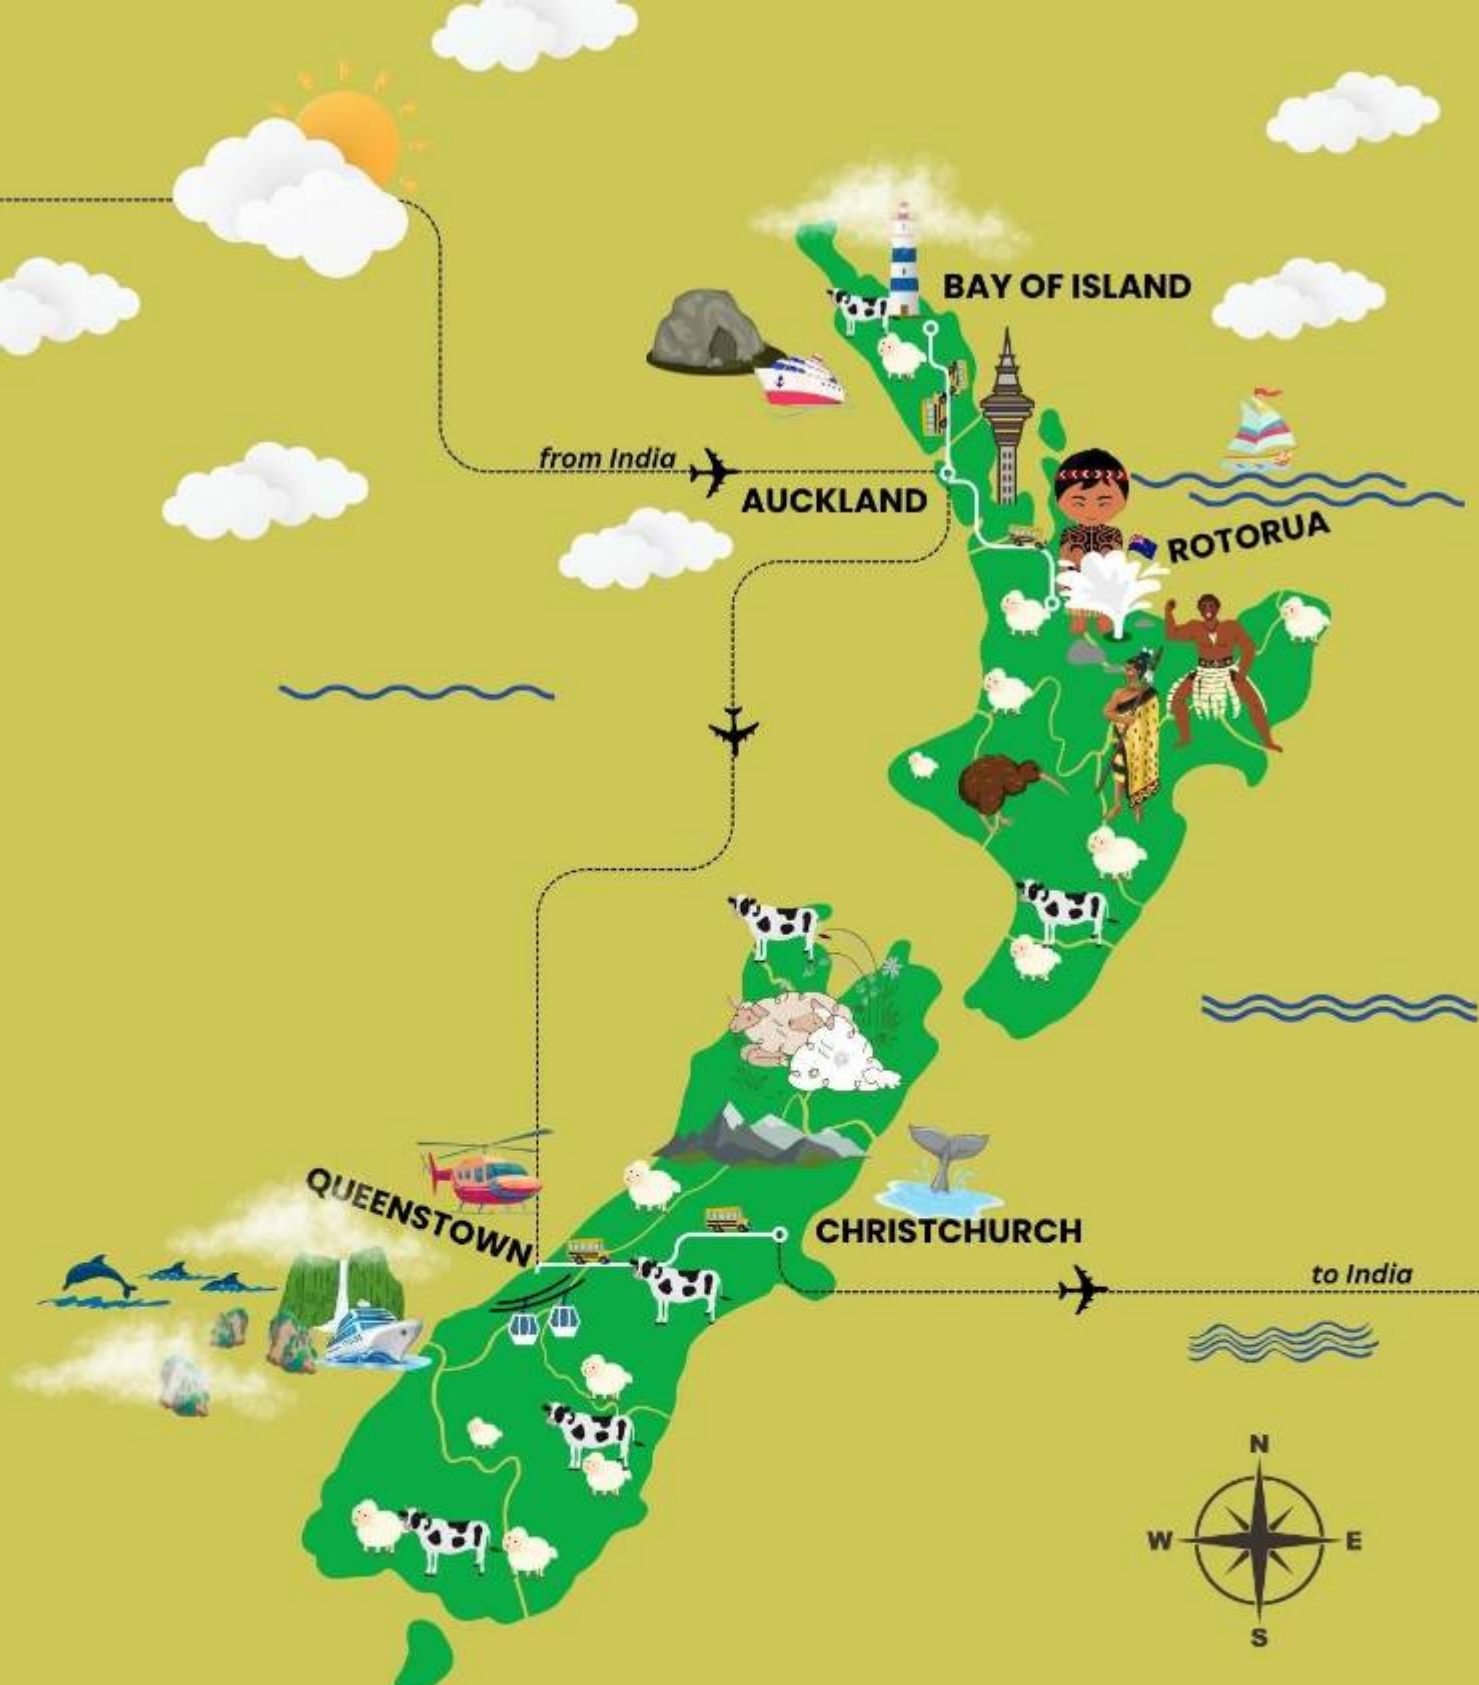 BAY OF ISLAND
from India
AUCKLAND
ROTORUA
QUEENSTOWN
CHRISTCHURCH
to India
N
W
E
S